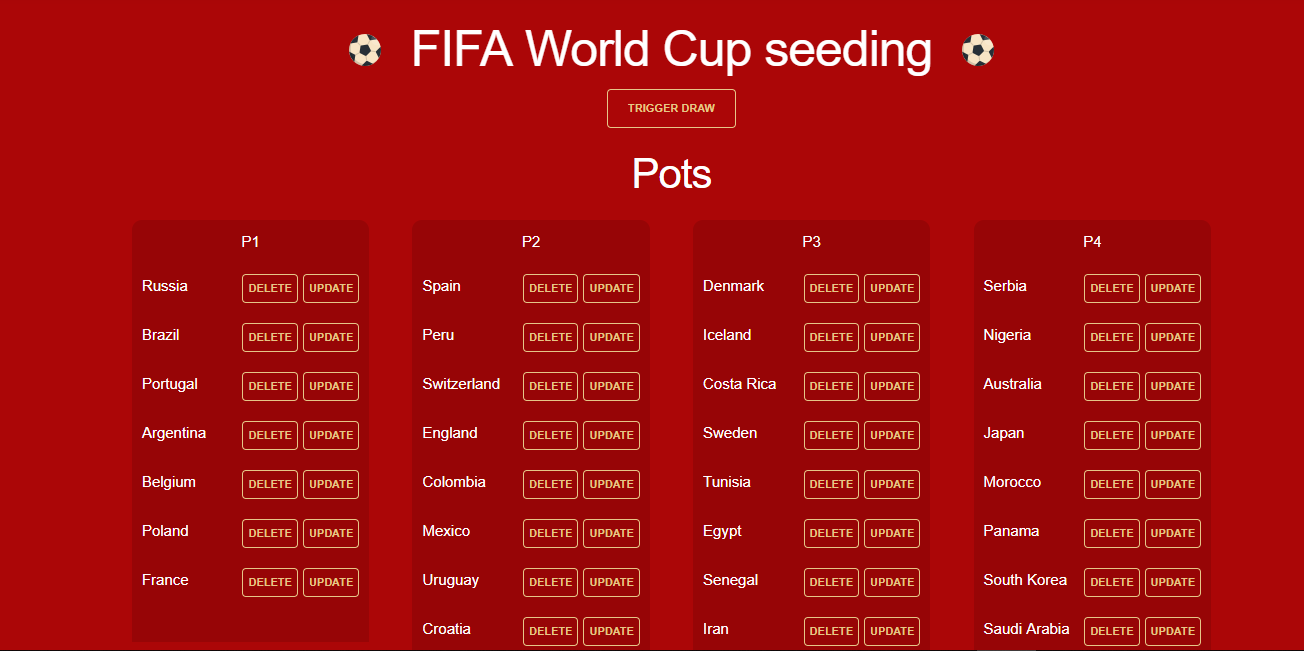 FIFA World Cup seeding
TRIGGER DRAW
Pots
P1
Russia DELETE UPDATE
Brazil DELETE UPDATE
Portugal DELETE UPDATE
Argentina DELETE UPDATE
Belgium DELETE UPDATE
Poland DELETE UPDATE
France DELETE UPDATE
P2
Spain DELETE UPDATE
Peru DELETE UPDATE
Switzerland DELETE UPDATE
England DELETE UPDATE
Colombia DELETE UPDATE
Mexico DELETE UPDATE
Uruguay DELETE UPDATE
Croatia DELETE UPDATE
P3
Denmark DELETE UPDATE
Iceland DELETE UPDATE
Costa Rica DELETE UPDATE
Sweden DELETE UPDATE
Tunisia DELETE UPDATE
Egypt DELETE UPDATE
Senegal DELETE UPDATE
Iran DELETE UPDATE
P4
Serbia DELETE UPDATE
Nigeria DELETE UPDATE
Australia DELETE UPDATE
Japan DELETE UPDATE
Morocco DELETE UPDATE
Panama DELETE UPDATE
South Korea DELETE UPDATE
Saudi Arabia DELETE UPDATE